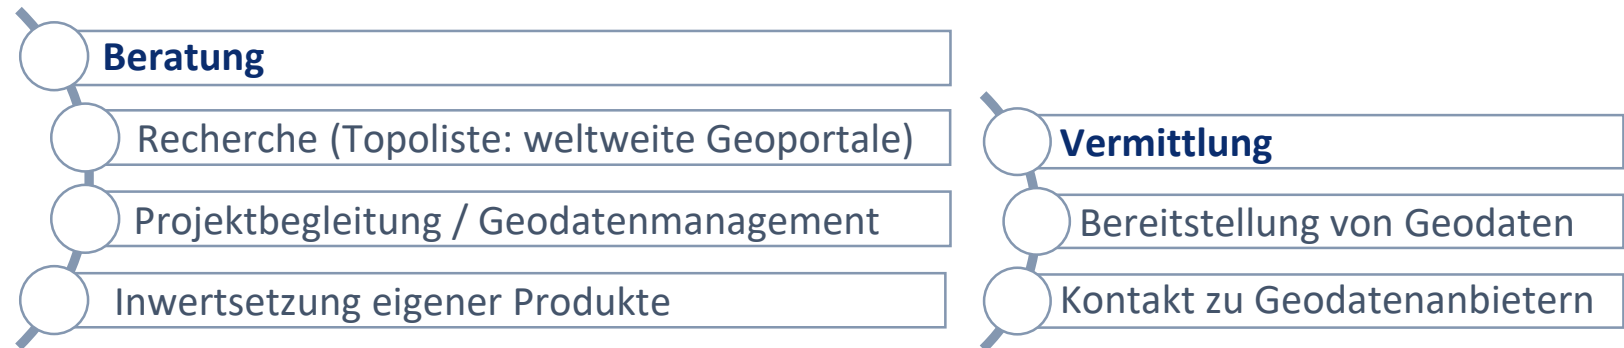 Beratung
Recherche (Topoliste: weltweite Geoportale)
Projektbegleitung / Geodatenmanagement
Inwertsetzung eigener Produkte
Vermittlung
Bereitstellung von Geodaten
Kontakt zu Geodatenanbietern